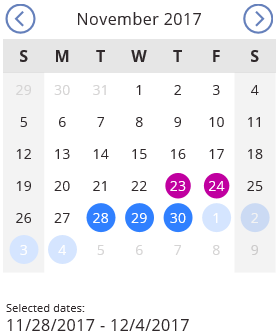 November 2017
S M T W T F S
29 30 31 1 2 3 4
5 6 7 8 9 10 11
12 13 14 15 16 17 18
19 20 21 22 23 24 25
26 27 28 29 30 1 2
3 4 5 6 7 8 9
Selected dates:
11/28/2017 - 12/4/2017